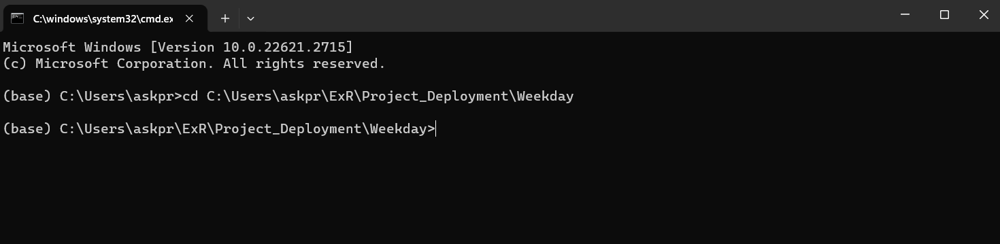 C:\windows\system32\cmd.ex
Microsoft Windows [Version 10.0.22621.2715]
(c) Microsoft Corporation. All rights reserved.
(base) C:\Users\askpr>cd C:\Users\askpr\ExR\Project_Deployment\Weekday
(base) C:\Users\askpr\ExR\Project_Deployment\Weekday>